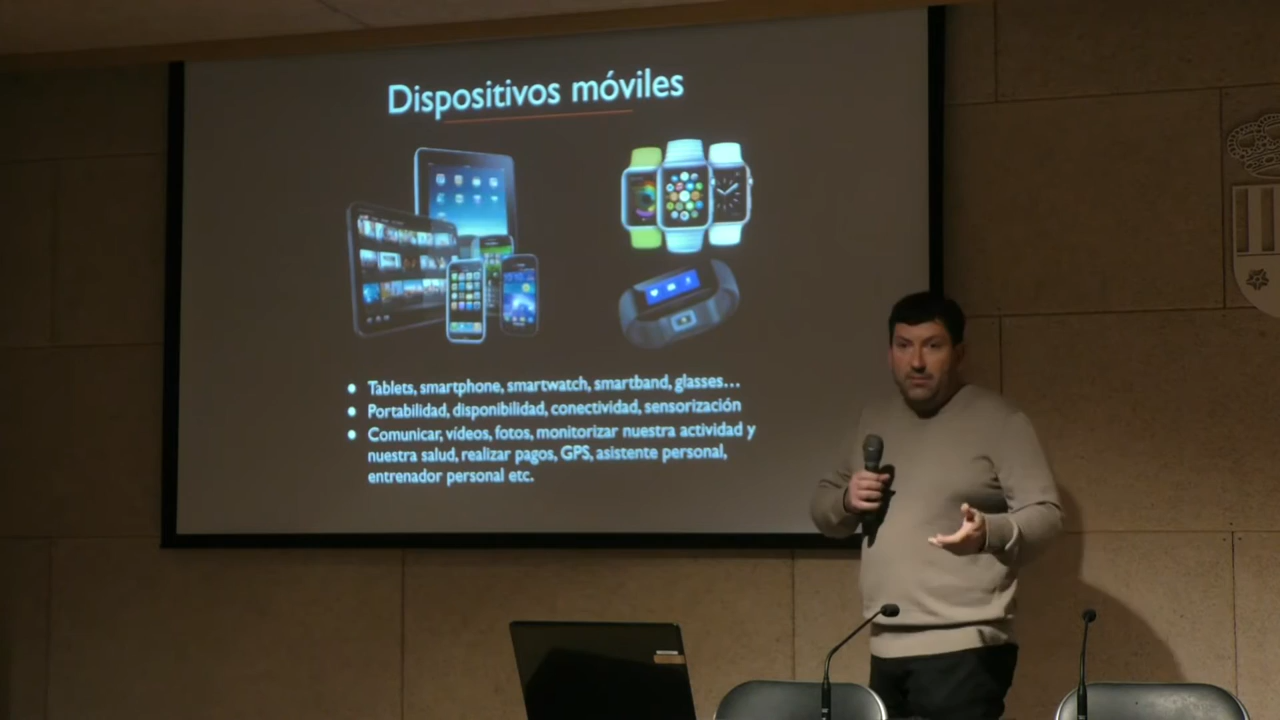 Dispositivos móviles
• Tablets, smartphone, smartwatch, smartband, glasses...
• Portabilidad, disponibilidad, conectividad, sensorización
• Comunicar, vídeos, fotos, monitorizar nuestra actividad y
nuestra salud, realizar pagos, GPS, asistente personal,
entrenador personal etc.